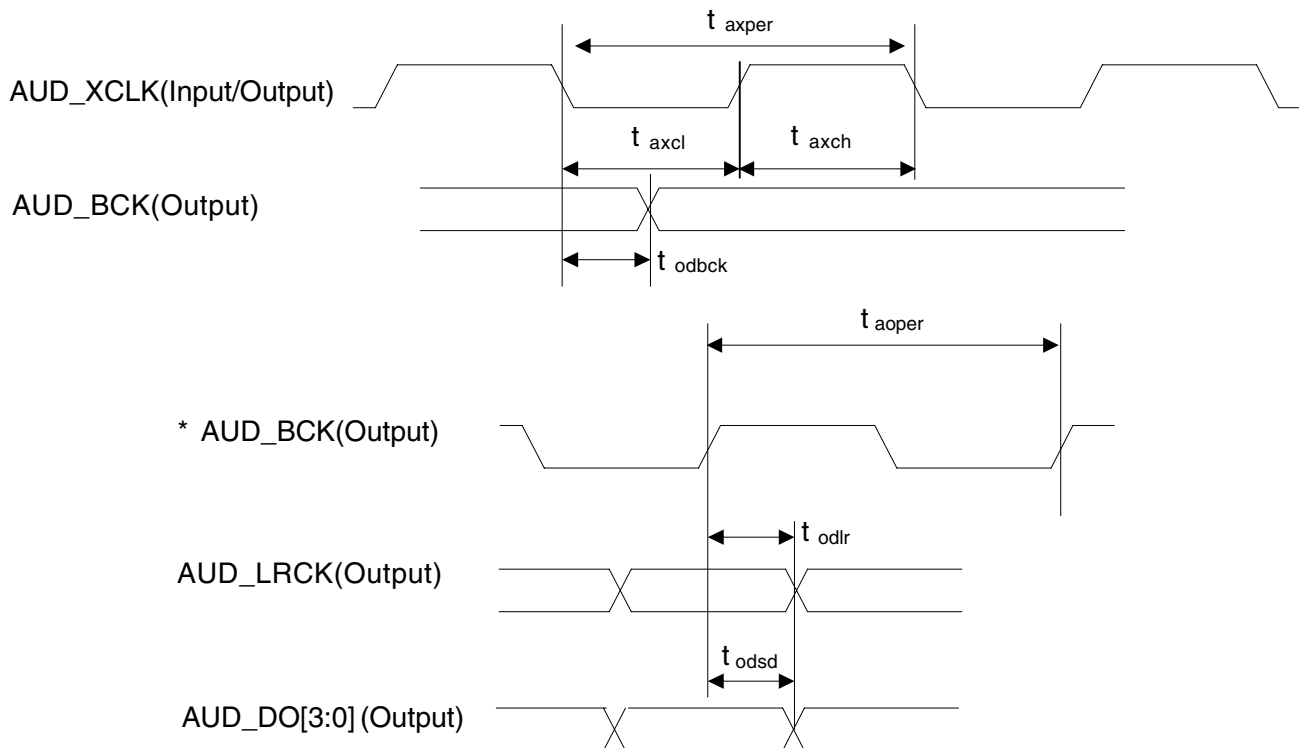 t axper
AUD_XCLK(Input/Output)
t axcl
t axch
AUD_BCK(Output)
t odbck
t aoper
* AUD_BCK(Output)
t odlr
AUD_LRCK(Output)
t odsd
AUD_DO[3:0] (Output)